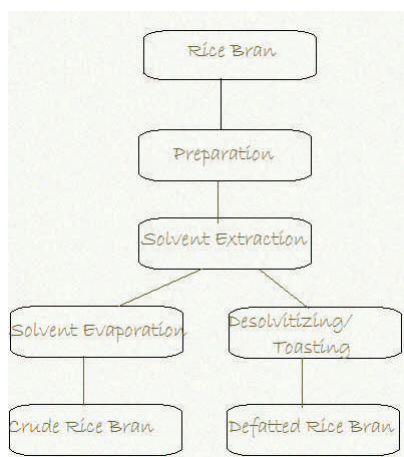 Rice Bran
Preparation
Solvent Extraction
Solvent Evaporation
Desolvitizing/
Toasting
Crude Rice Bran
Defatted Rice Bran